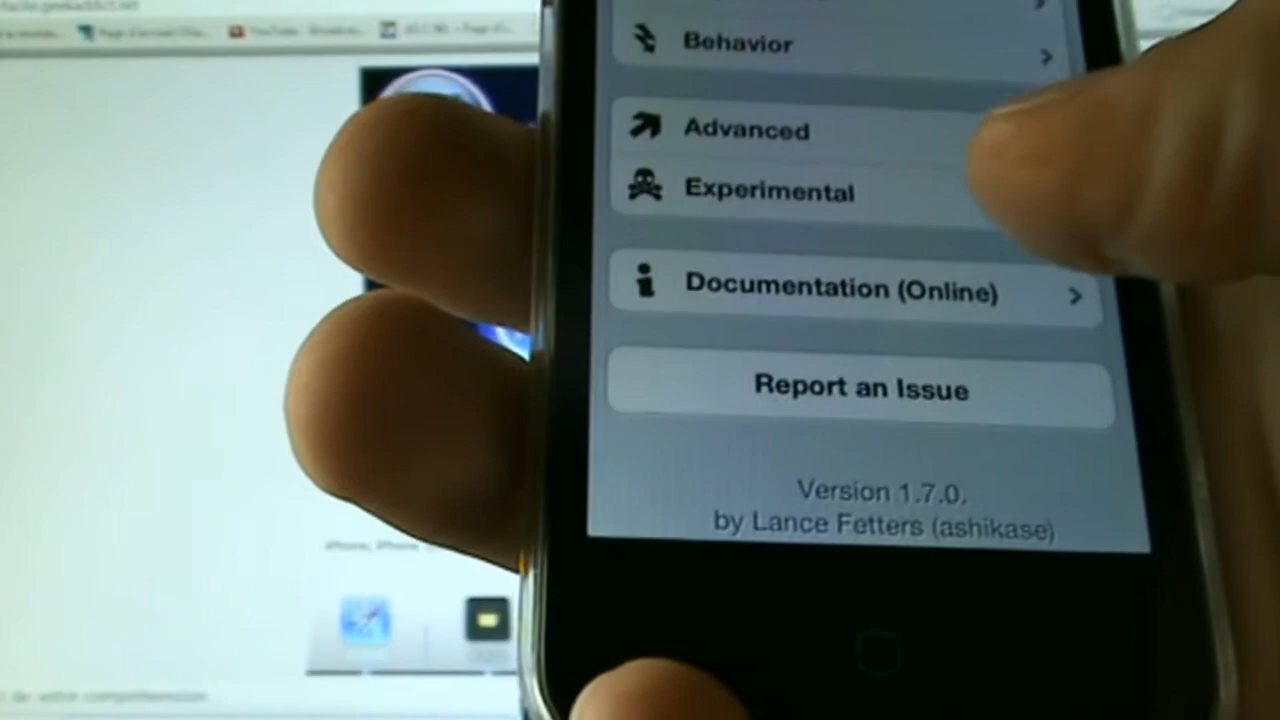 Behavior
Advanced
Experimental
Documentation (Online)
Report an Issue
Version 1.7.0.
by Lance Fetters (ashikase)